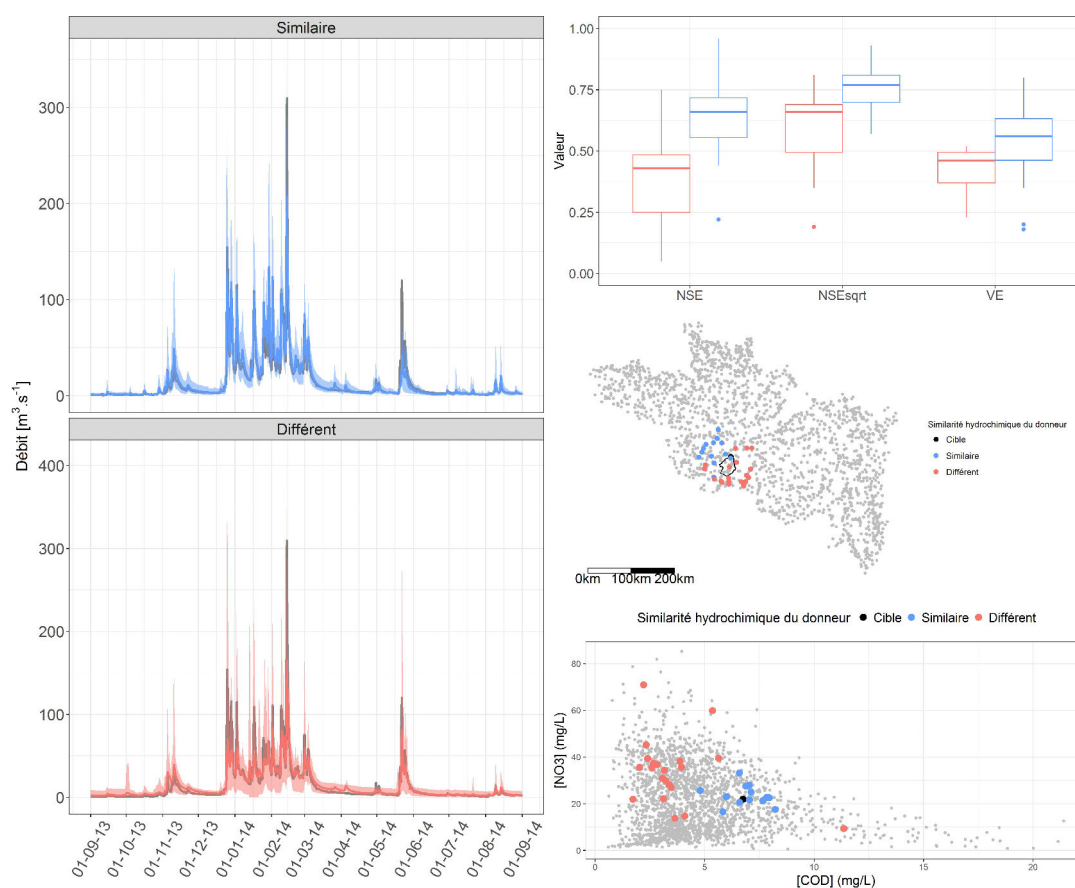 Similaire
Débit [m³.s⁻¹]
300
200
100
0
Différent
400
300
200
100
0
01-09-13
01-10-13
01-11-13
01-12-13
01-01-14
01-02-14
01-03-14
01-04-14
01-05-14
01-06-14
01-07-14
01-08-14
01-09-14
Valeur
1.00
0.75
0.50
0.25
0.00
NSE
NSEsqrt
VE
Similarité hydrochimique du donneur
Cible
Similaire
Différent
0km 100km 200km
Similarité hydrochimique du donneur Cible Similaire Différent
[NO3] (mg/L)
80
60
40
20
0
0 5 10 15 20
[COD] (mg/L)